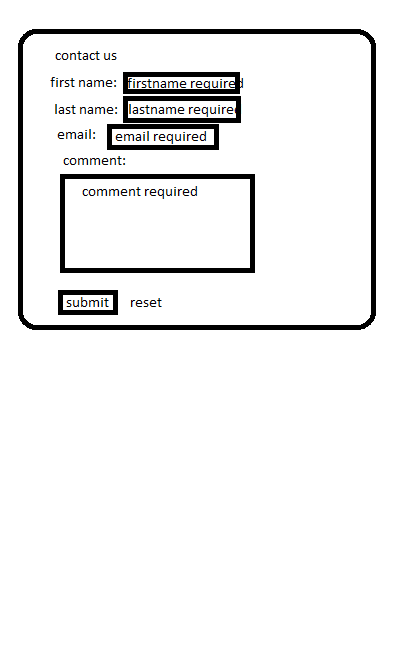 contact us
first name: firstname required
last name: lastname required
email: email required
comment:
comment required
submit reset